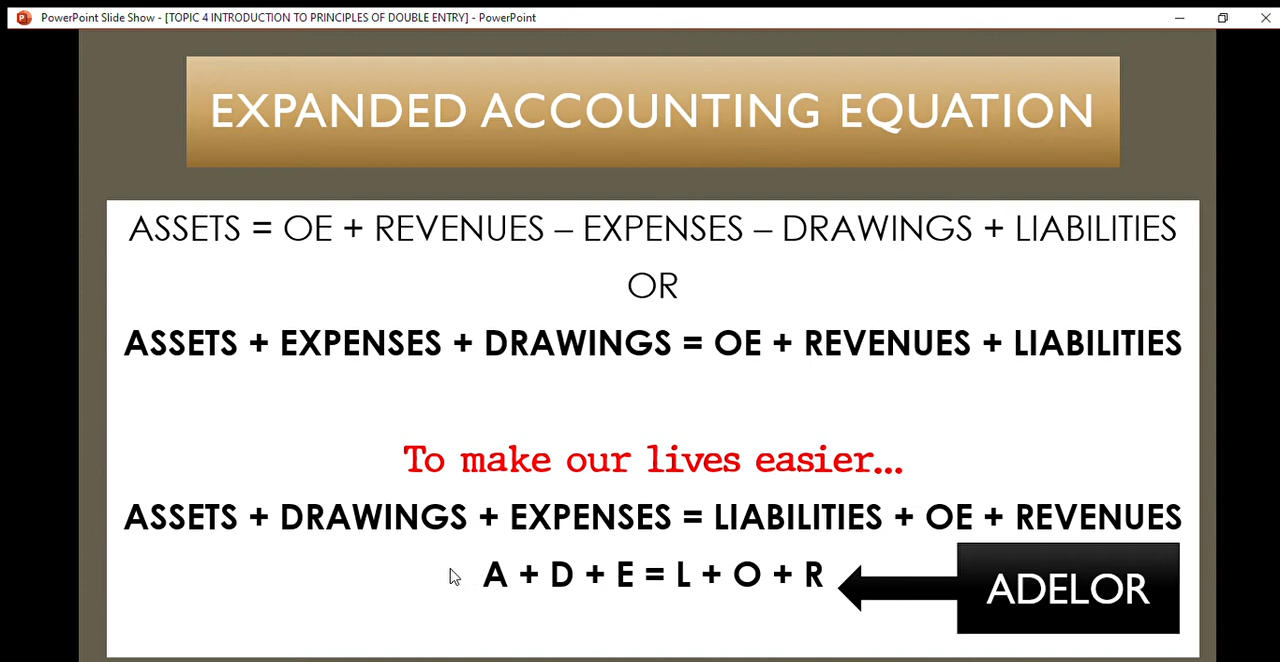 PowerPoint Slide Show - [TOPIC 4 INTRODUCTION TO PRINCIPLES OF DOUBLE ENTRY] - PowerPoint
EXPANDED ACCOUNTING EQUATION
ASSETS = OE + REVENUES – EXPENSES – DRAWINGS + LIABILITIES
OR
ASSETS + EXPENSES + DRAWINGS = OE + REVENUES + LIABILITIES
To make our lives easier...
ASSETS + DRAWINGS + EXPENSES = LIABILITIES + OE + REVENUES
A + D + E = L + O + R
ADELOR